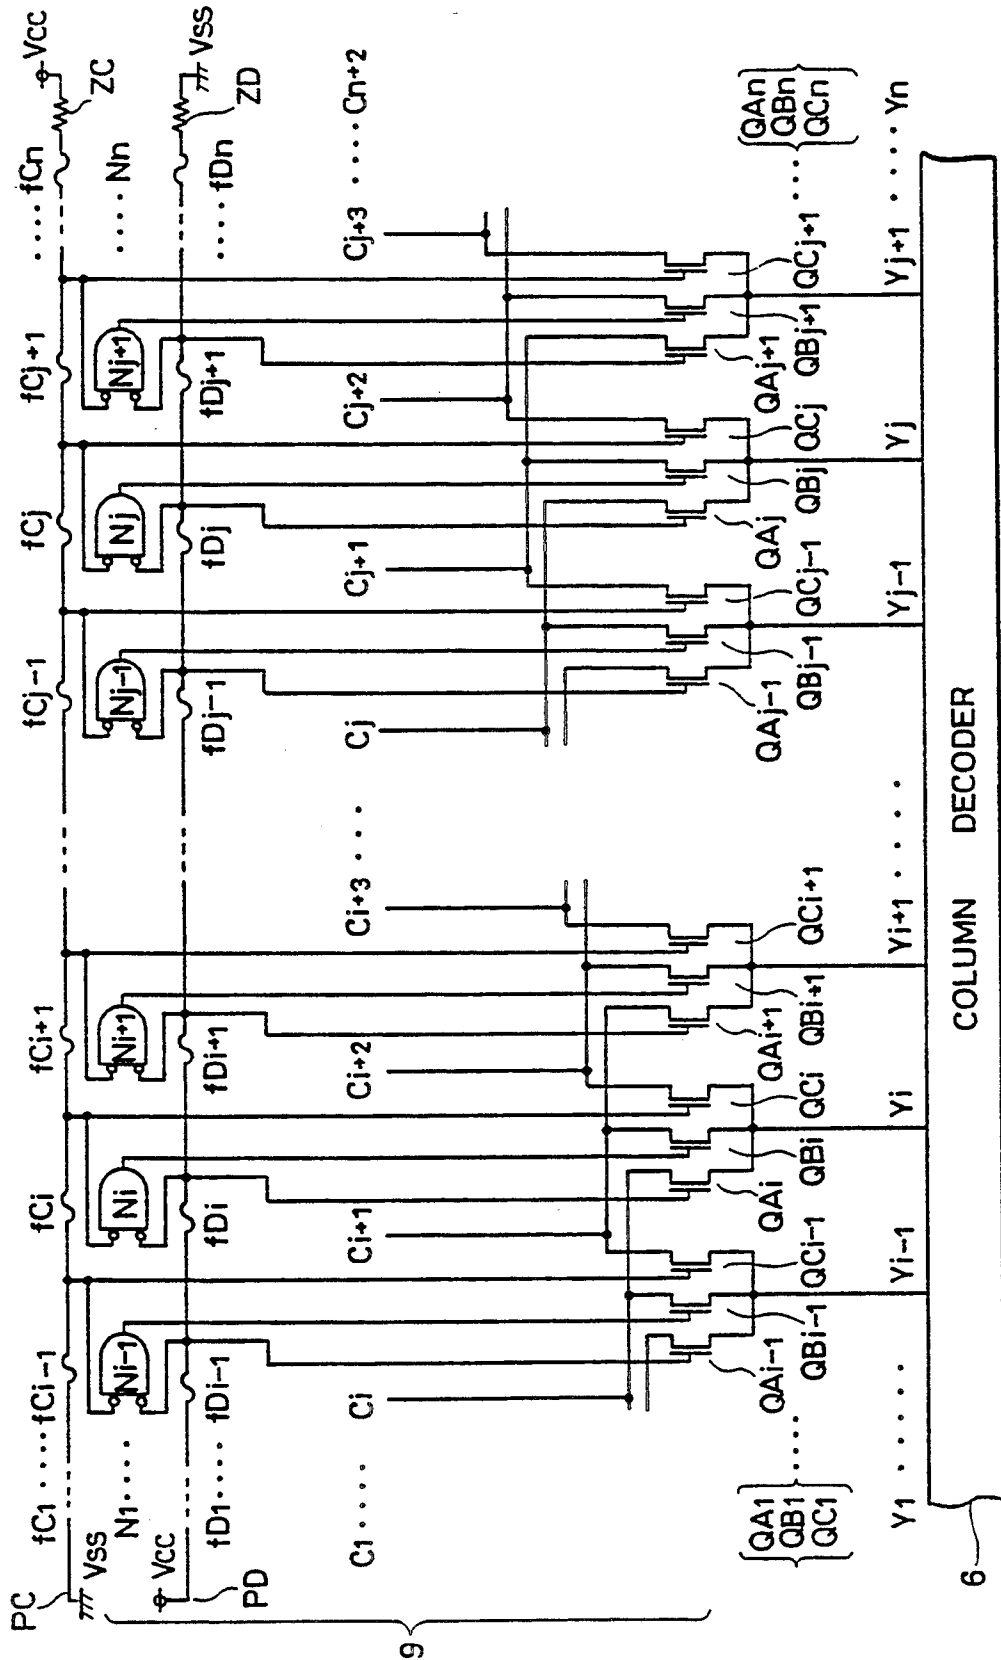 PC
Vss
fC1 ···· fCi-1
fCi
fCi+1
fCj-1
fCj
fCj+1
···· fCn
Vcc
ZC
N1 ····
Ni-1
Ni
Ni+1
Nj-1
Nj
Nj+1
···· Nn
Vcc
PD
fD1 ···· fDi-1
fDi
fDi+1
fDj-1
fDj
fDj+1
···· fDn
Vss
ZD
9
C1 ····
Ci
Ci+1
Ci+2
Ci+3
····
Cj
Cj+1
Cj+2
Cj+3
···· Cn+2
QA1
QB1
QC1
·····
QAi-1
QBi-1
QCi-1
QAi
QBi
QCi
QAi+1
QBi+1
QCi+1
QAj-1
QBj-1
QCj-1
QAj
QBj
QCj
QAj+1
QBj+1
QCj+1
····
QAn
QBn
QCn
Y1 ·····
Yi-1
Yi
Yi+1
····
Yj-1
Yj
Yj+1
···· Yn
6
COLUMN DECODER